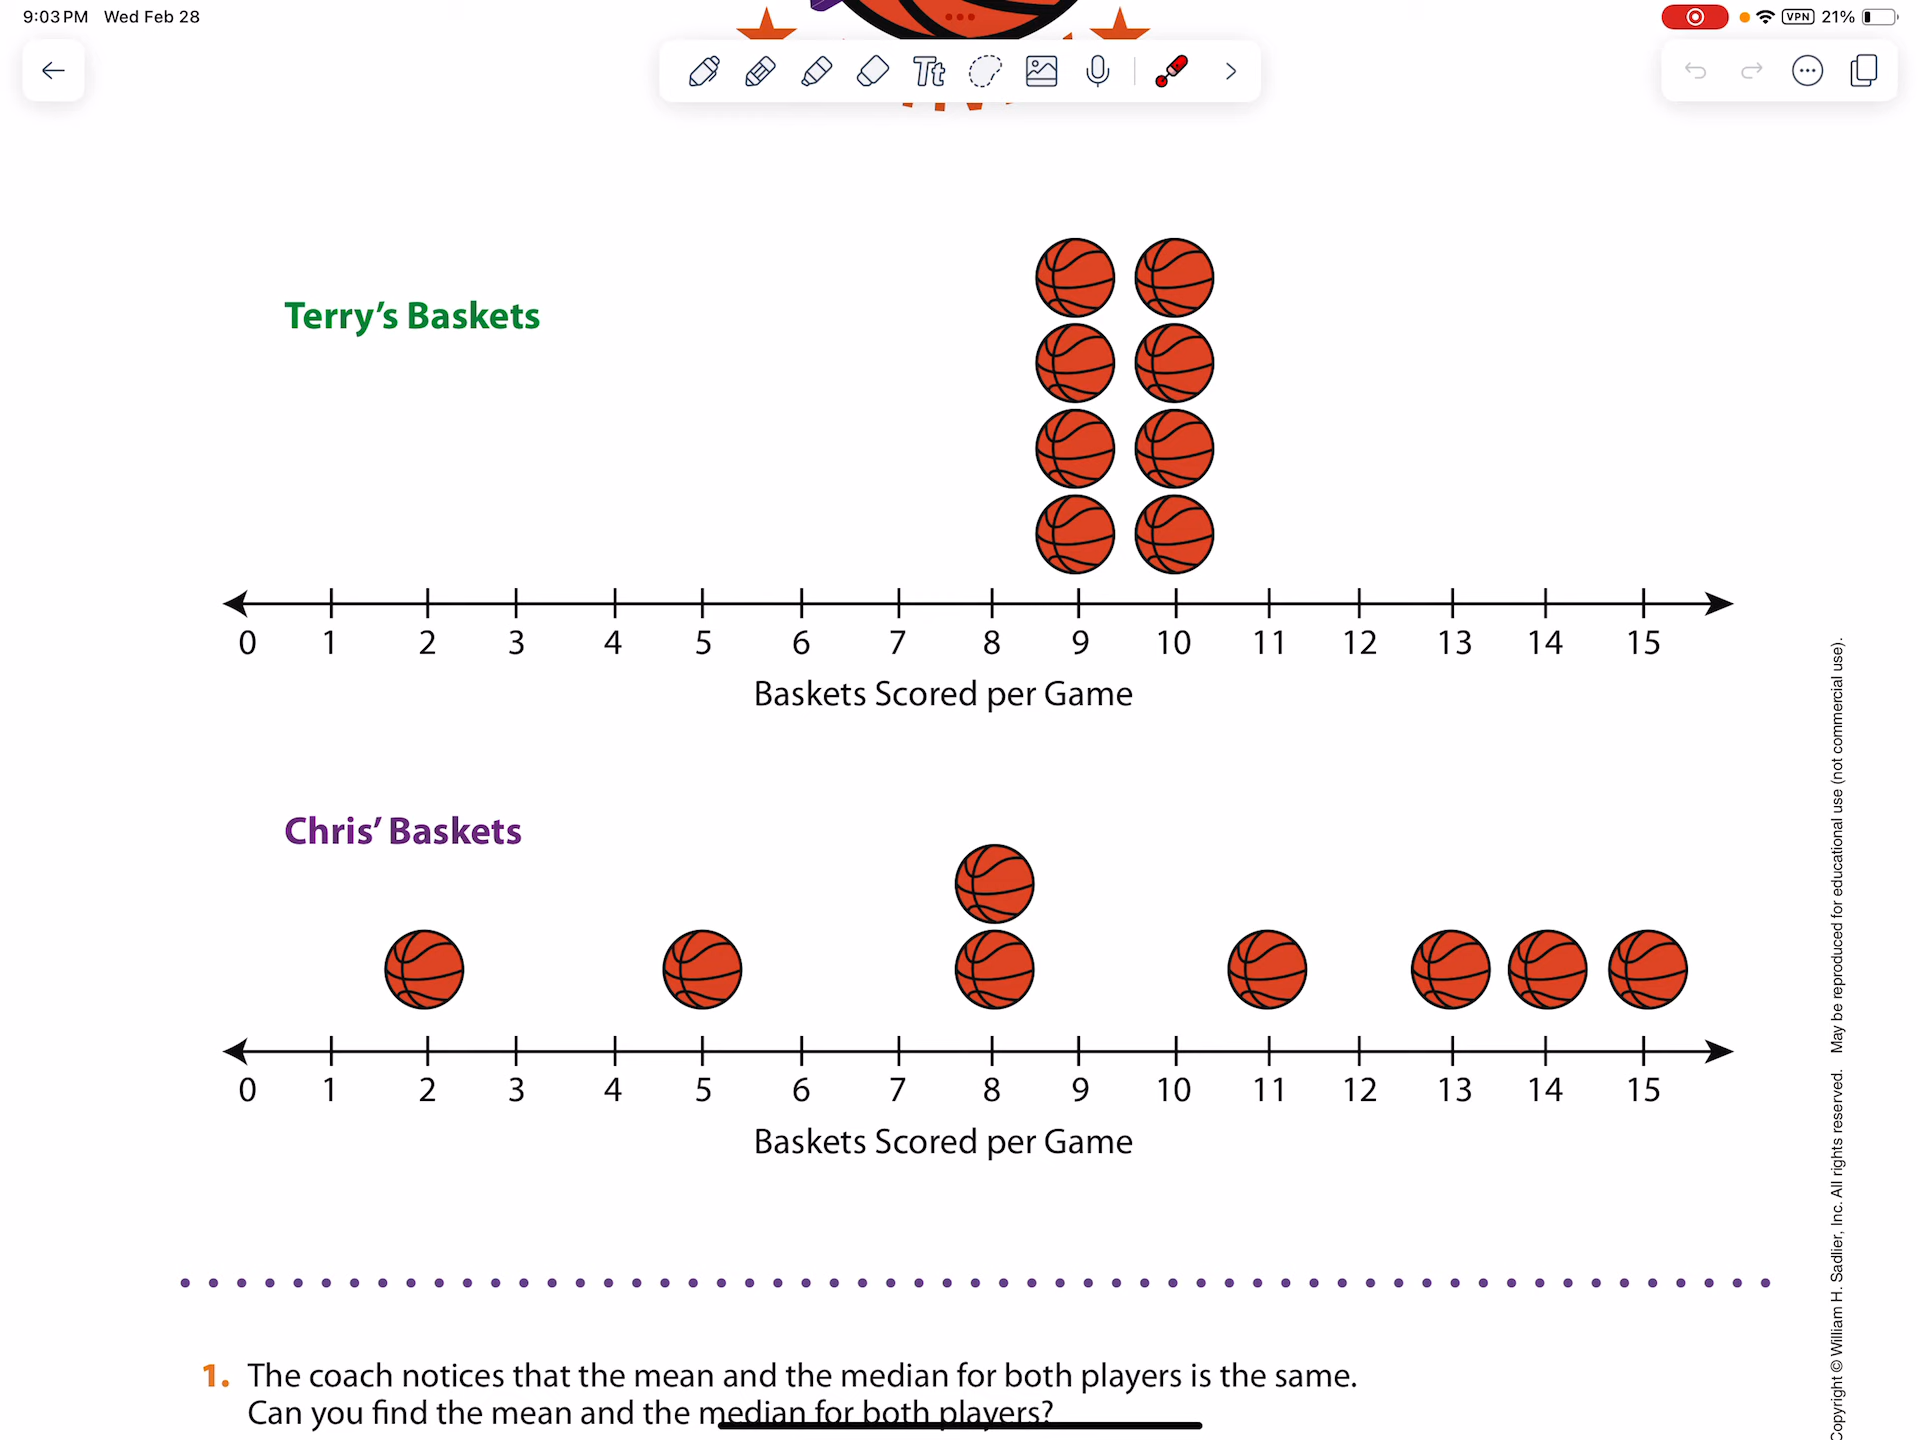 9:03 PM Wed Feb 28
VPN 21%
Tt
Terry's Baskets
0 1 2 3 4 5 6 7 8 9 10 11 12 13 14 15
Baskets Scored per Game
Chris' Baskets
0 1 2 3 4 5 6 7 8 9 10 11 12 13 14 15
Baskets Scored per Game
1. The coach notices that the mean and the median for both players is the same.
Can you find the mean and the median for both players?
Copyright © William H. Sadlier, Inc. All rights reserved. May be reproduced for educational use (not commercial use).